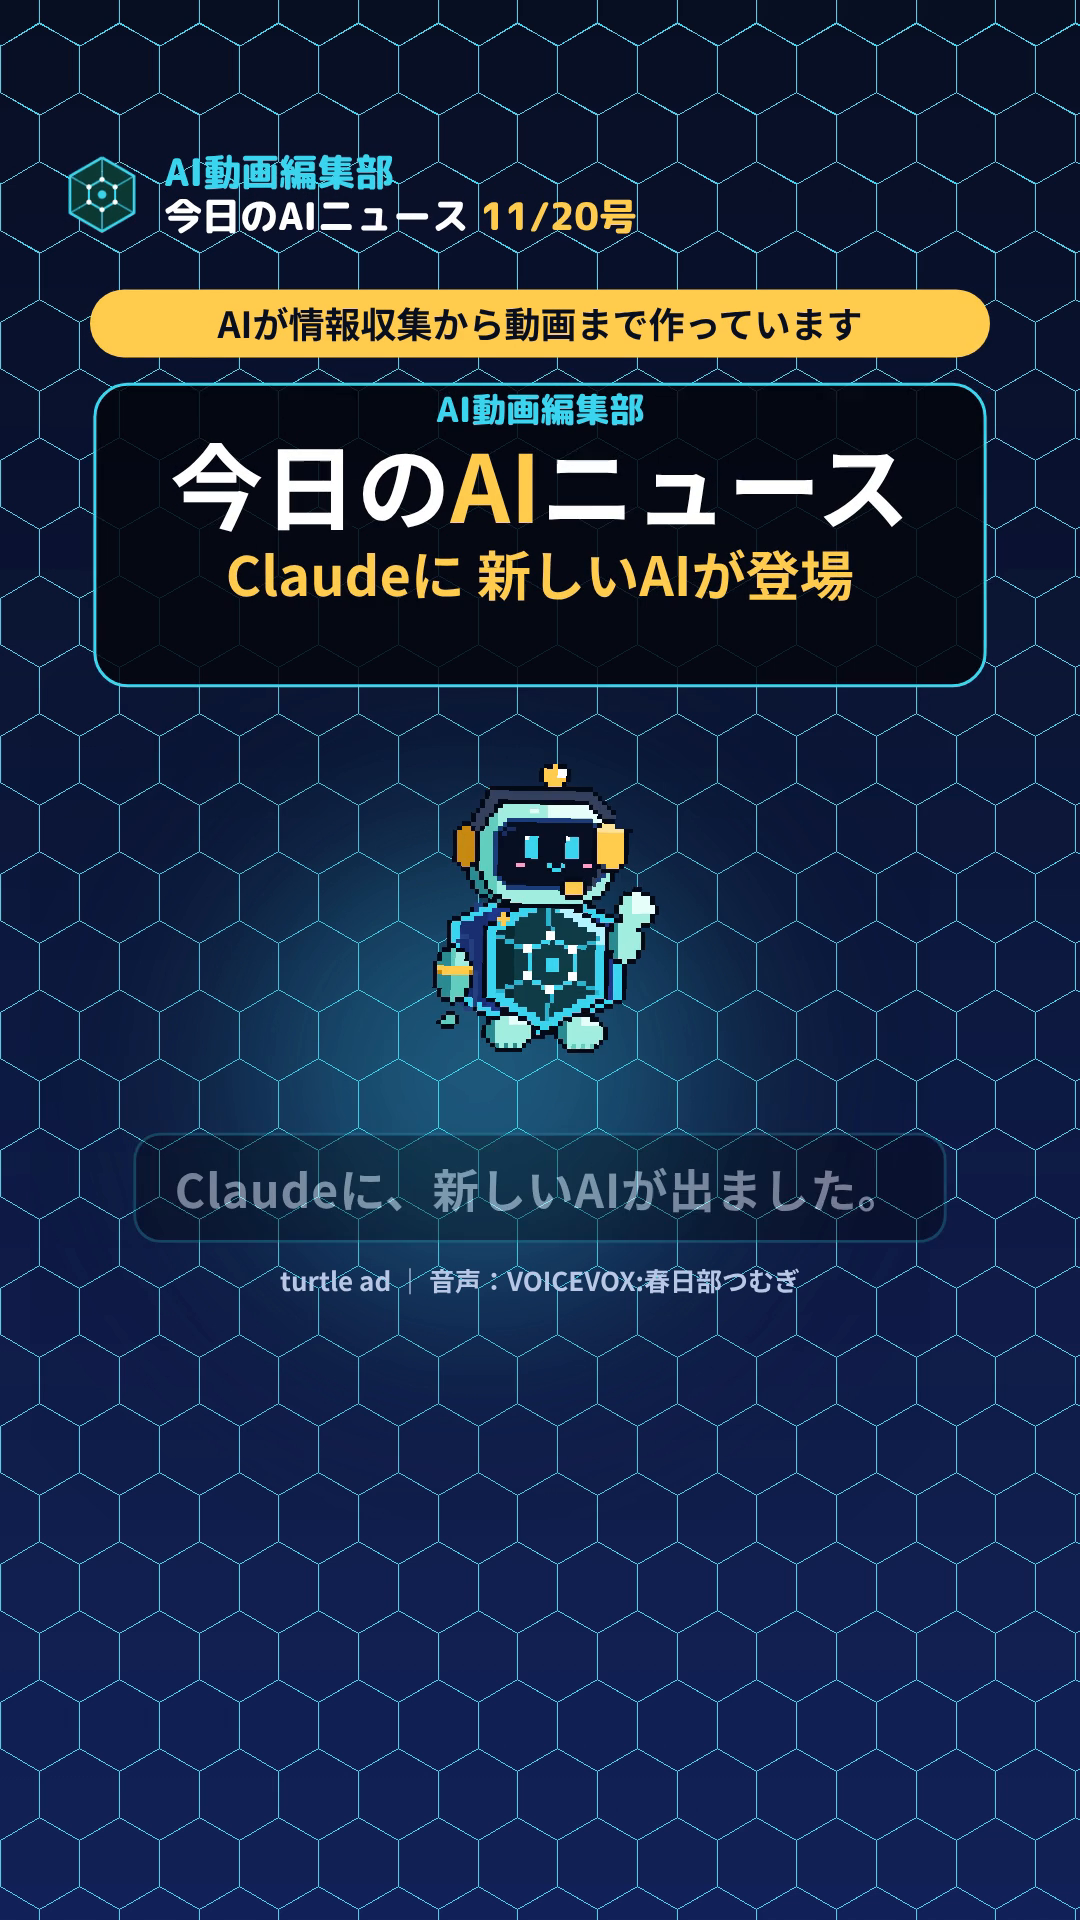 AI動画編集部
今日のAIニュース 11/20号
AIが情報収集から動画まで作っています
AI動画編集部
今日のAIニュース
Claudeに 新しいAIが登場
Claudeに、新しいAIが出ました。
turtle ad ｜ 音声：VOICEVOX:春日部つむぎ